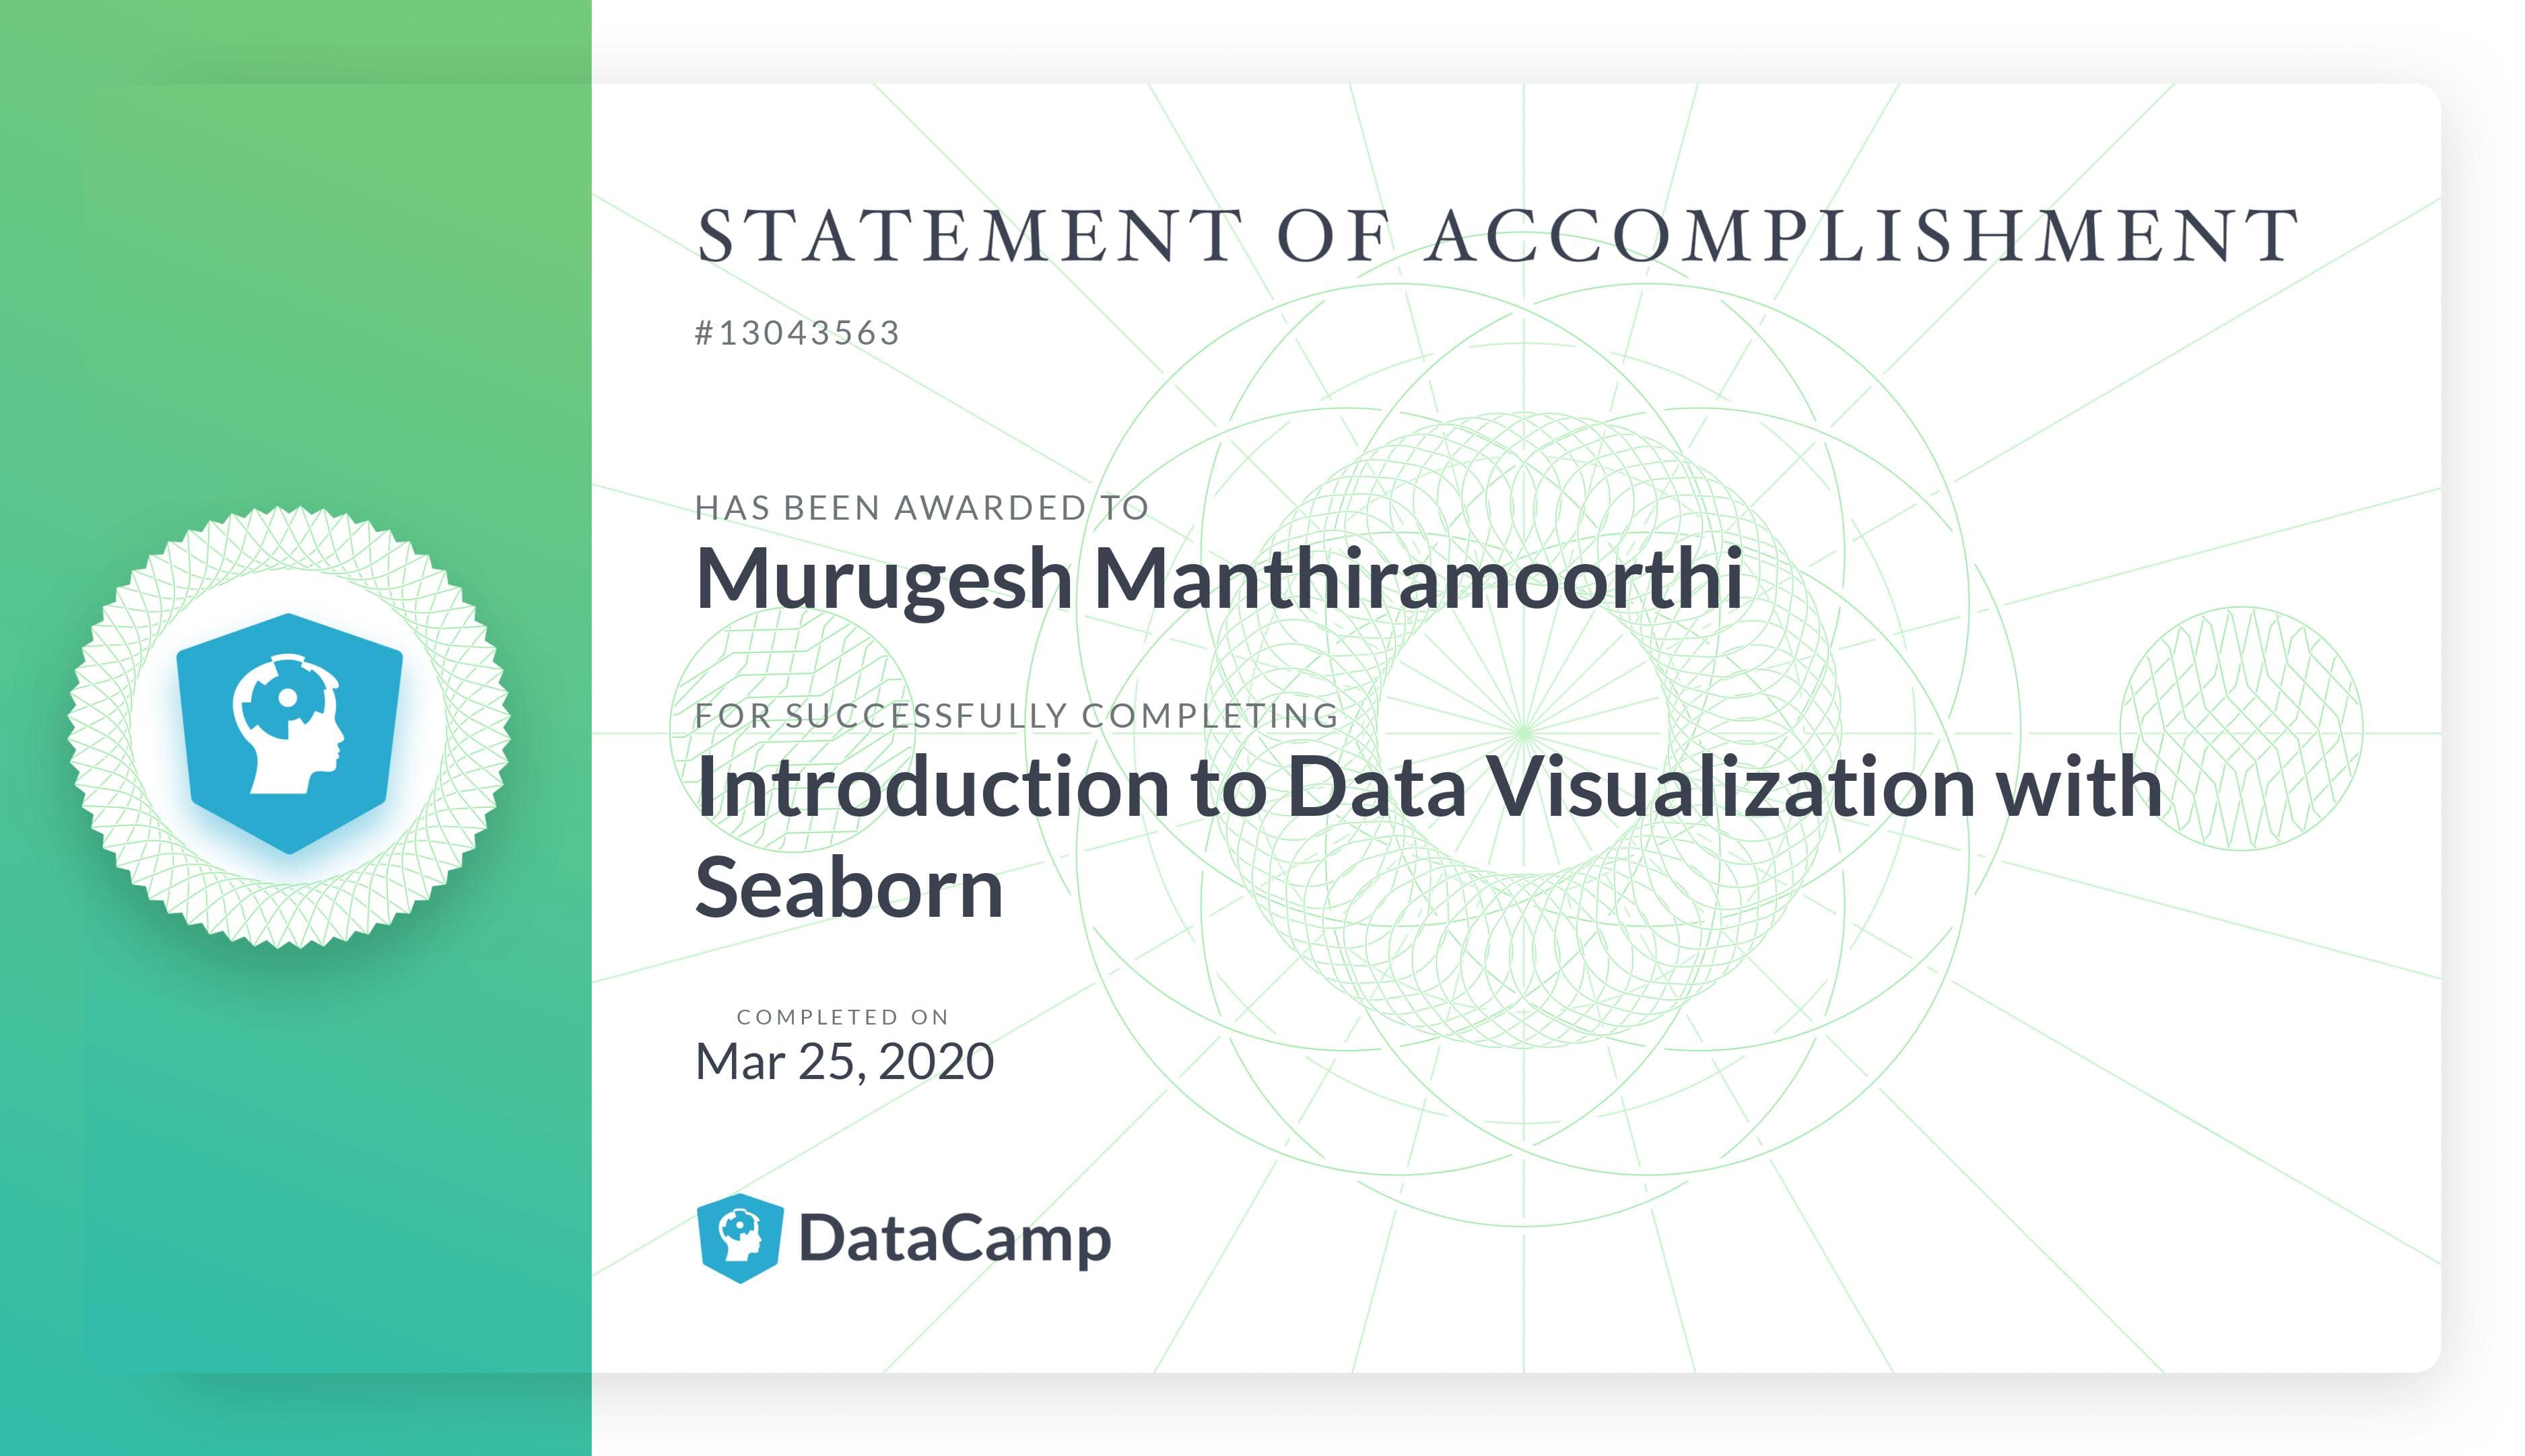 STATEMENT OF ACCOMPLISHMENT
#13043563
HAS BEEN AWARDED TO
Murugesh Manthiramoorthi
FOR SUCCESSFULLY COMPLETING
Introduction to Data Visualization with
Seaborn
COMPLETED ON
Mar 25, 2020
DataCamp